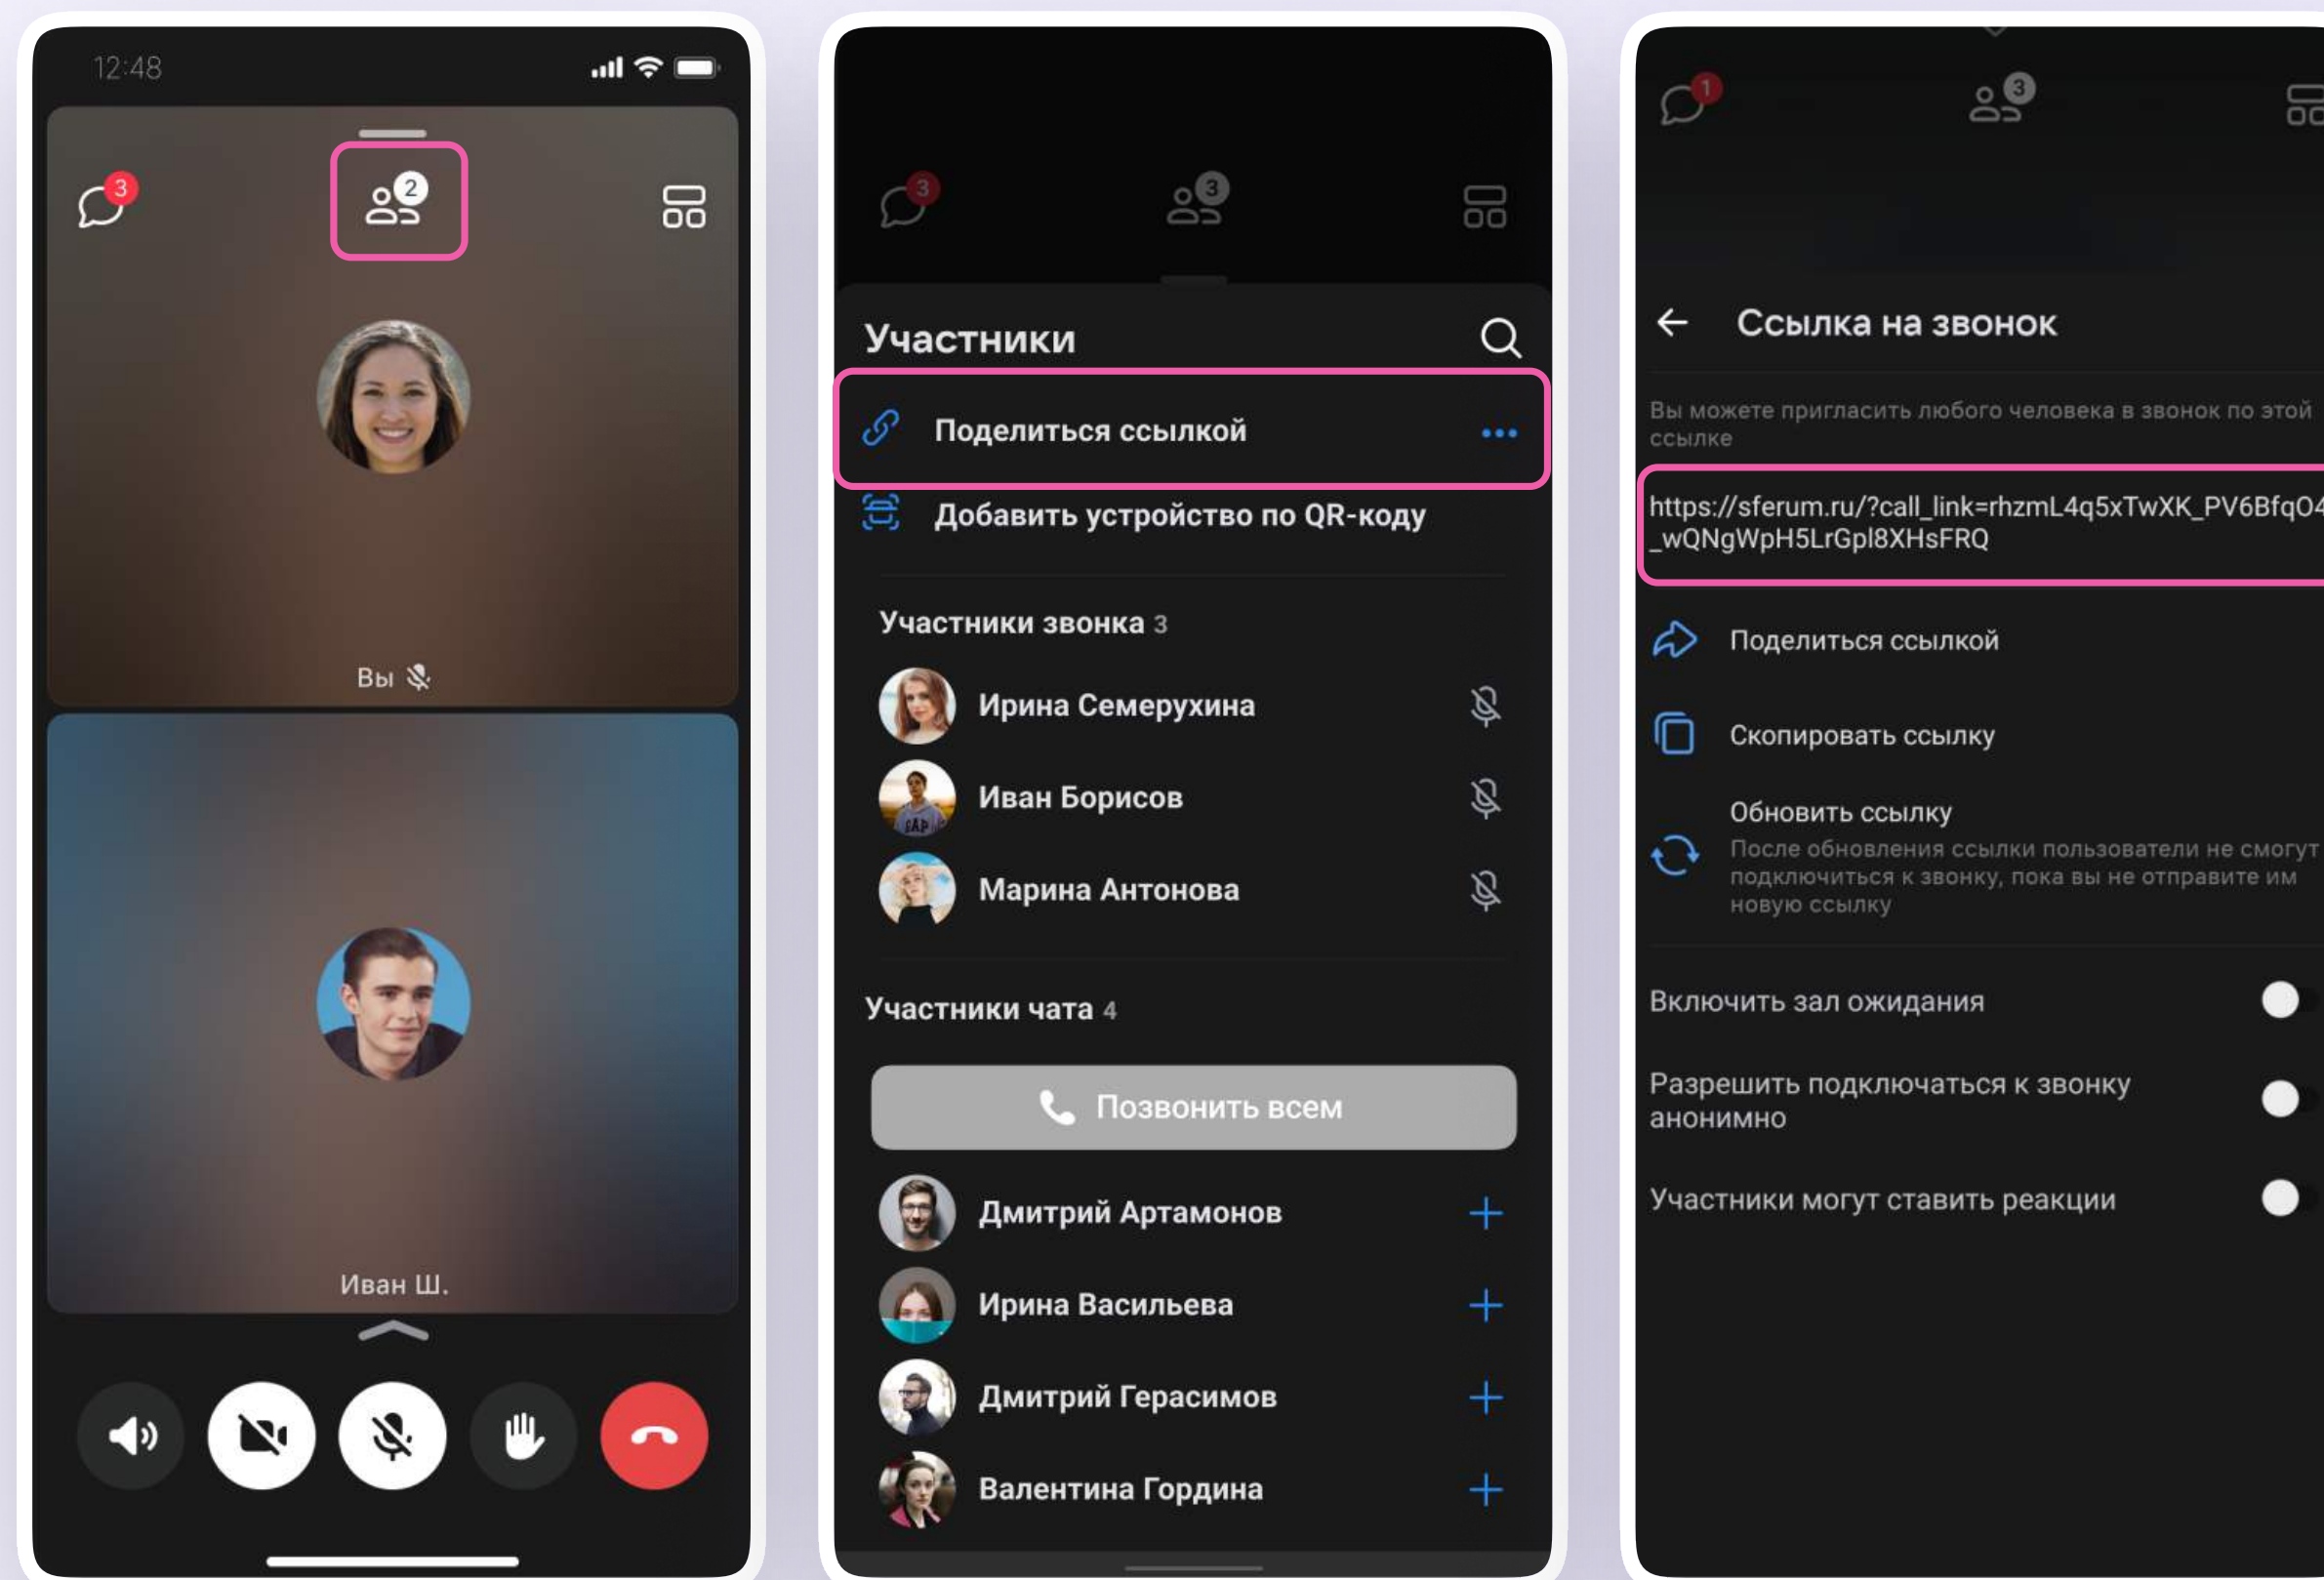 12:48
3
2
Вы
Иван Ш.
3
3
Участники
Поделиться ссылкой
Добавить устройство по QR-коду
Участники звонка 3
Ирина Семерухина
GAP
Иван Борисов
Марина Антонова
Участники чата 4
Позвонить всем
Дмитрий Артамонов
Ирина Васильева
Дмитрий Герасимов
Валентина Гордина
1
3
Ссылка на звонок
Вы можете пригласить любого человека в звонок по этой
ссылке
https://sferum.ru/?call_link=rhzmL4q5xTwXK_PV6BfqO4
_wQNgWpH5LrGpl8XHsFRQ
Поделиться ссылкой
Скопировать ссылку
Обновить ссылку
После обновления ссылки пользователи не смогут
подключиться к звонку, пока вы не отправите им
новую ссылку
Включить зал ожидания
Разрешить подключаться к звонку
анонимно
Участники могут ставить реакции